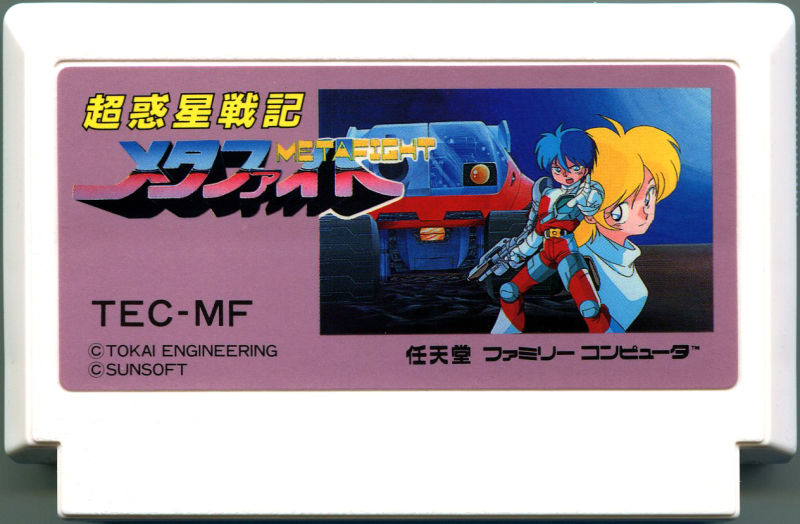 超惑星戦記
METAFIGHT
メタファイト
TEC-MF
©TOKAI ENGINEERING
©SUNSOFT
任天堂 ファミリー コンピュータ™